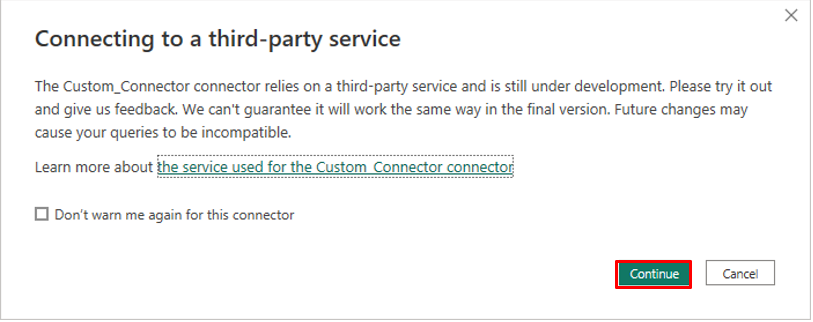 Connecting to a third-party service
The Custom_Connector connector relies on a third-party service and is still under development. Please try it out
and give us feedback. We can't guarantee it will work the same way in the final version. Future changes may
cause your queries to be incompatible.
Learn more about the service used for the Custom_Connector connector
Don't warn me again for this connector
Continue Cancel